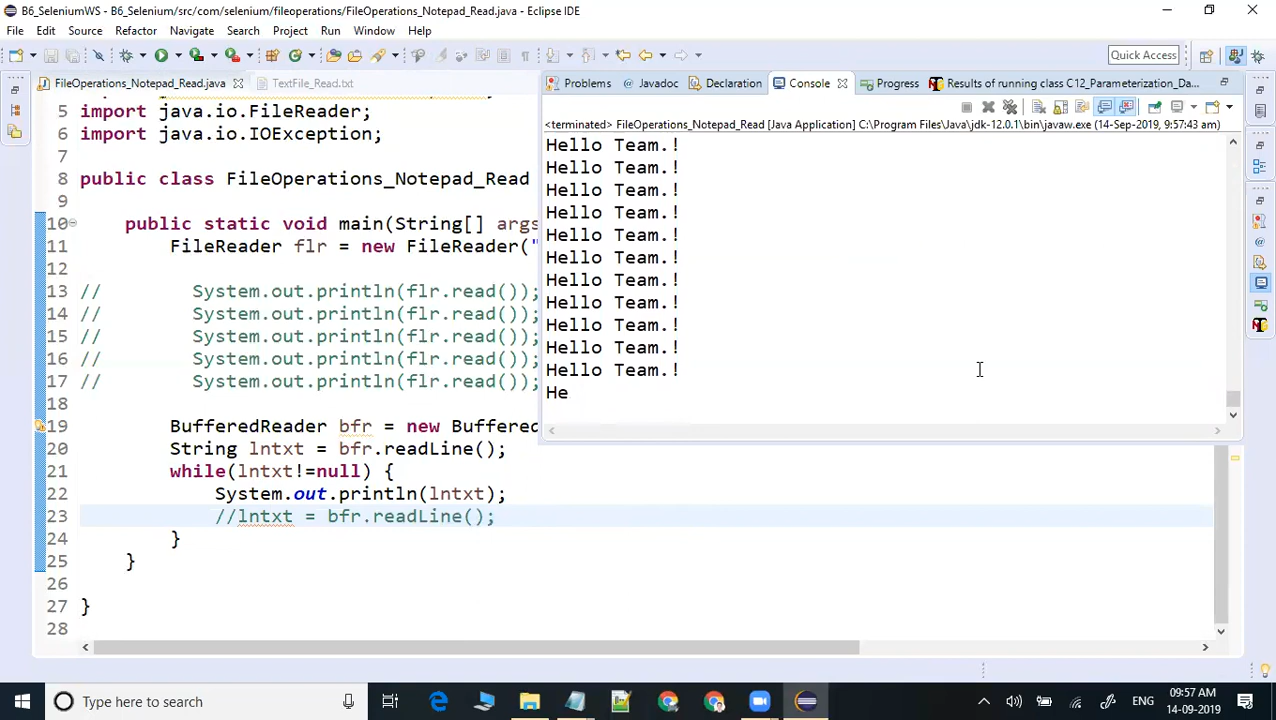 B6_SeleniumWS - B6_Selenium/src/com/selenium/fileoperations/FileOperations_Notepad_Read.java - Eclipse IDE
File Edit Source Refactor Navigate Search Project Run Window Help
Quick Access
FileOperations_Notepad_Read.java TextFile_Read.txt
5 import java.io.FileReader;
6 import java.io.IOException;
7
8 public class FileOperations_Notepad_Read
9
10 public static void main(String[] args
11 FileReader flr = new FileReader("
12
13 // System.out.println(flr.read());
14 // System.out.println(flr.read());
15 // System.out.println(flr.read());
16 // System.out.println(flr.read());
17 // System.out.println(flr.read());
18
19 BufferedReader bfr = new Buffered
20 String lntxt = bfr.readLine();
21 while(lntxt!=null) {
22 System.out.println(lntxt);
23 //lntxt = bfr.readLine();
24 }
25 }
26
27 }
28
Problems @ Javadoc Declaration Console Progress Results of running class C12_Parameterization_Da...
<terminated> FileOperations_Notepad_Read [Java Application] C:\Program Files\Java\jdk-12.0.1\bin\javaw.exe (14-Sep-2019, 9:57:43 am)
Hello Team.!
Hello Team.!
Hello Team.!
Hello Team.!
Hello Team.!
Hello Team.!
Hello Team.!
Hello Team.!
Hello Team.!
Hello Team.!
Hello Team.!
He
Type here to search
ENG
09:57 AM
14-09-2019